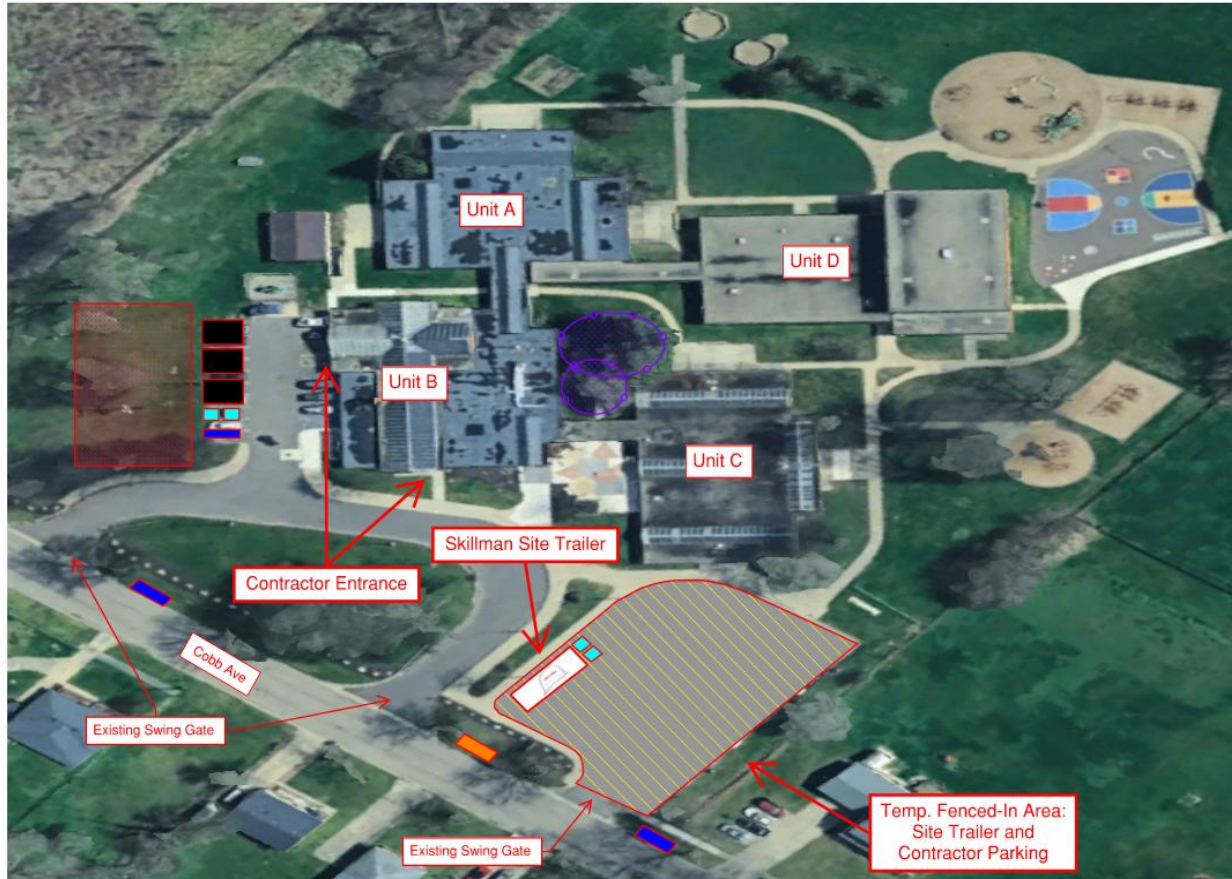 Unit A
Unit D
Unit B
Unit C
Skillman Site Trailer
Contractor Entrance
Cobb Ave
Existing Swing Gate
Existing Swing Gate
Temp. Fenced-In Area:
Site Trailer and
Contractor Parking